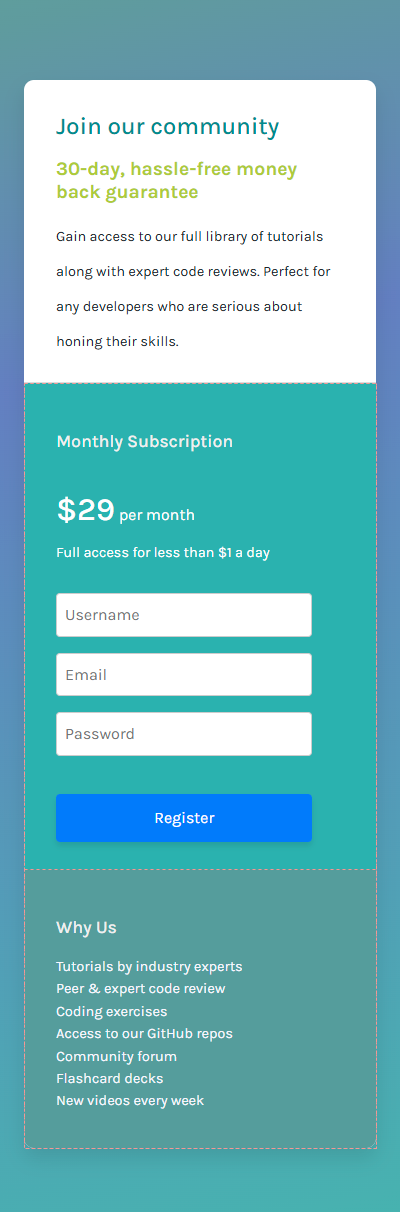 Join our community
30-day, hassle-free money
back guarantee
Gain access to our full library of tutorials
along with expert code reviews. Perfect for
any developers who are serious about
honing their skills.
Monthly Subscription
$29 per month
Full access for less than $1 a day
Username
Email
Password
Register
Why Us
Tutorials by industry experts
Peer & expert code review
Coding exercises
Access to our GitHub repos
Community forum
Flashcard decks
New videos every week